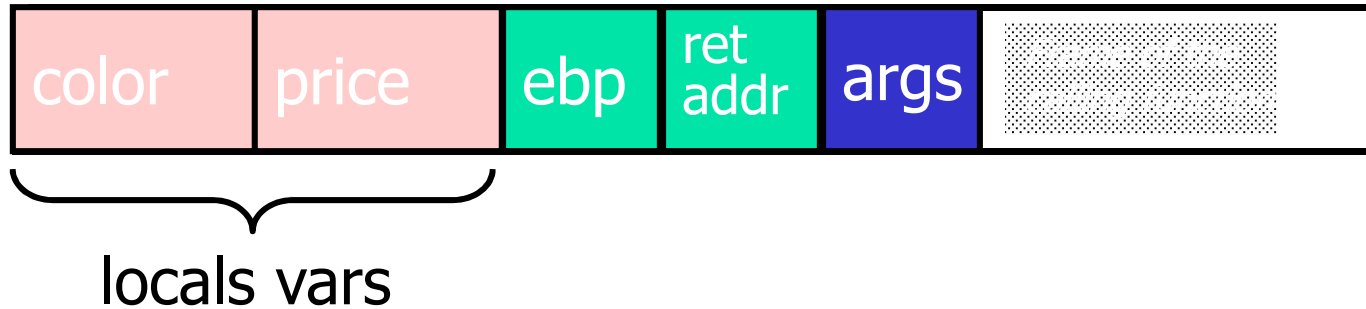 color
price
ebp
ret
addr
args
locals vars